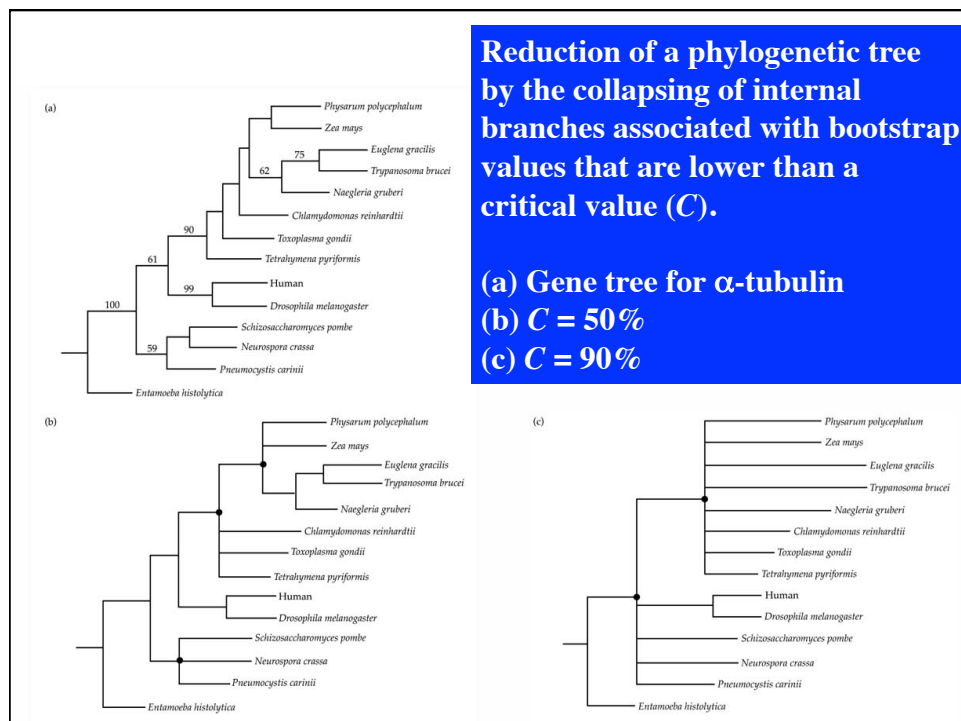 Reduction of a phylogenetic tree
by the collapsing of internal
branches associated with bootstrap
values that are lower than a
critical value (C).
(a) Gene tree for α-tubulin
(b) C = 50%
(c) C = 90%
(a)
Physarum polycephalum
Zea mays
75
Euglena gracilis
62
Trypanosoma brucei
Naegleria gruberi
Chlamydomonas reinhardtii
90
Toxoplasma gondii
61
Tetrahymena pyriformis
99
Human
100
Drosophila melanogaster
Schizosaccharomyces pombe
59
Neurospora crassa
Pneumocystis carinii
Entamoeba histolytica
(b)
Physarum polycephalum
Zea mays
Euglena gracilis
Trypanosoma brucei
Naegleria gruberi
Chlamydomonas reinhardtii
Toxoplasma gondii
Tetrahymena pyriformis
Human
Drosophila melanogaster
Schizosaccharomyces pombe
Neurospora crassa
Pneumocystis carinii
Entamoeba histolytica
(c)
Physarum polycephalum
Zea mays
Euglena gracilis
Trypanosoma brucei
Naegleria gruberi
Chlamydomonas reinhardtii
Toxoplasma gondii
Tetrahymena pyriformis
Human
Drosophila melanogaster
Schizosaccharomyces pombe
Neurospora crassa
Pneumocystis carinii
Entamoeba histolytica